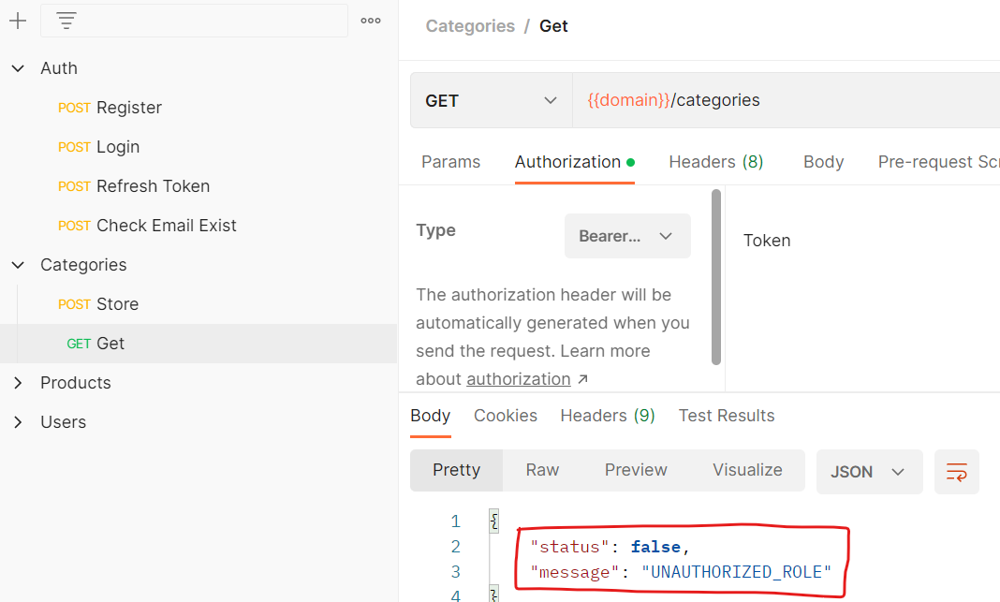 Auth
POST Register
POST Login
POST Refresh Token
POST Check Email Exist
Categories
POST Store
GET Get
Products
Users
Categories / Get
GET {{domain}}/categories
Params Authorization Headers (8) Body Pre-request Scr
Type Bearer...
The authorization header will be
automatically generated when you
send the request. Learn more
about authorization ↗
Token
Body Cookies Headers (9) Test Results
Pretty Raw Preview Visualize JSON
1 {
2 "status": false,
3 "message": "UNAUTHORIZED_ROLE"
4 }